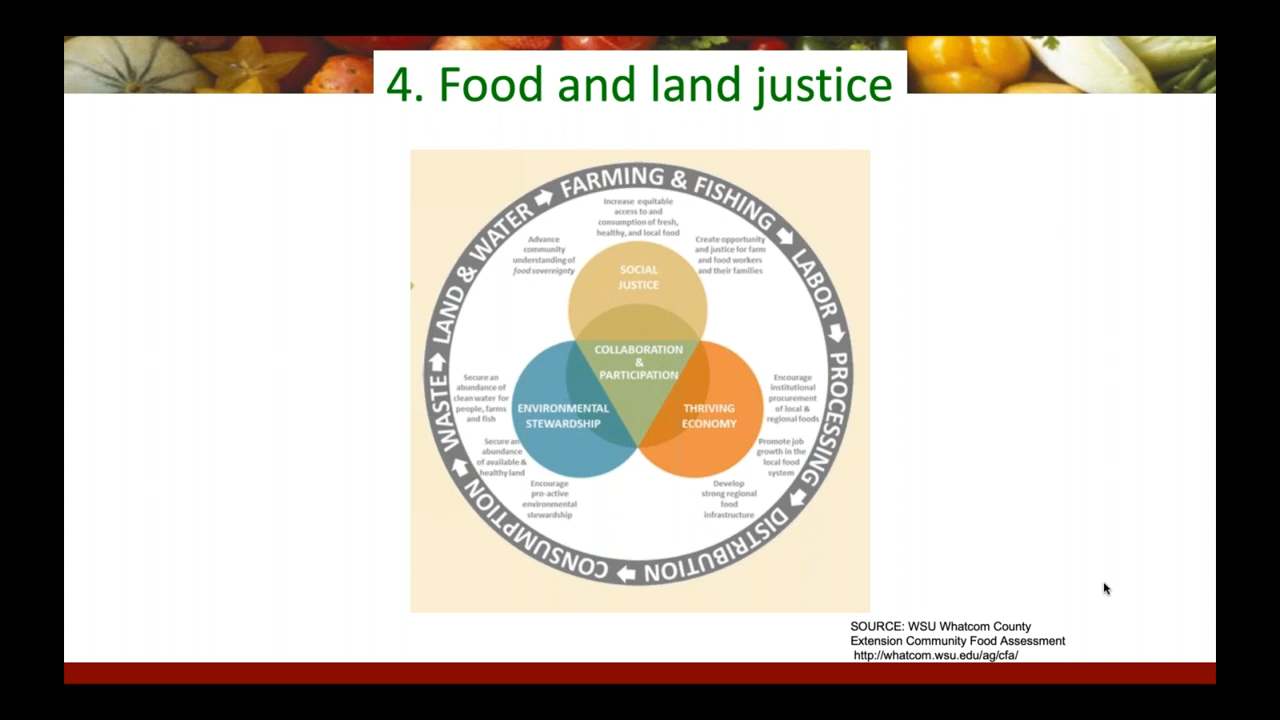 4. Food and land justice
LAND & WATER
FARMING & FISHING
LABOR
PROCESSING
DISTRIBUTION
CONSUMPTION
WASTE
Increase equitable
access to and
consumption of fresh,
healthy, and local food
Advance
community
understanding of
food sovereignty
Create opportunity
and justice for farm
and food workers
and their families
SOCIAL
JUSTICE
COLLABORATION
&
PARTICIPATION
ENVIRONMENTAL
STEWARDSHIP
THRIVING
ECONOMY
Secure an
abundance of
clean water for
people, farms
and fish
Secure an
abundance
of available &
healthy land
Encourage
pro-active
environmental
stewardship
Encourage
institutional
procurement
of local &
regional foods
Promote job
growth in the
local food
system
Develop
strong regional
food
infrastructure
SOURCE: WSU Whatcom County
Extension Community Food Assessment
http://whatcom.wsu.edu/ag/cfa/